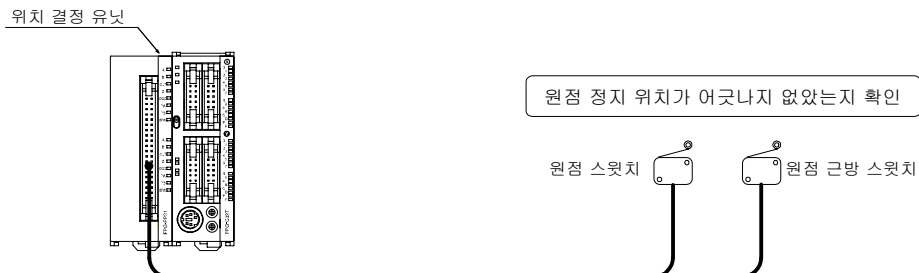 위치 결정 유닛
원점 정지 위치가 어긋나지 없았는지 확인
원점 스윗치
원점 근방 스윗치